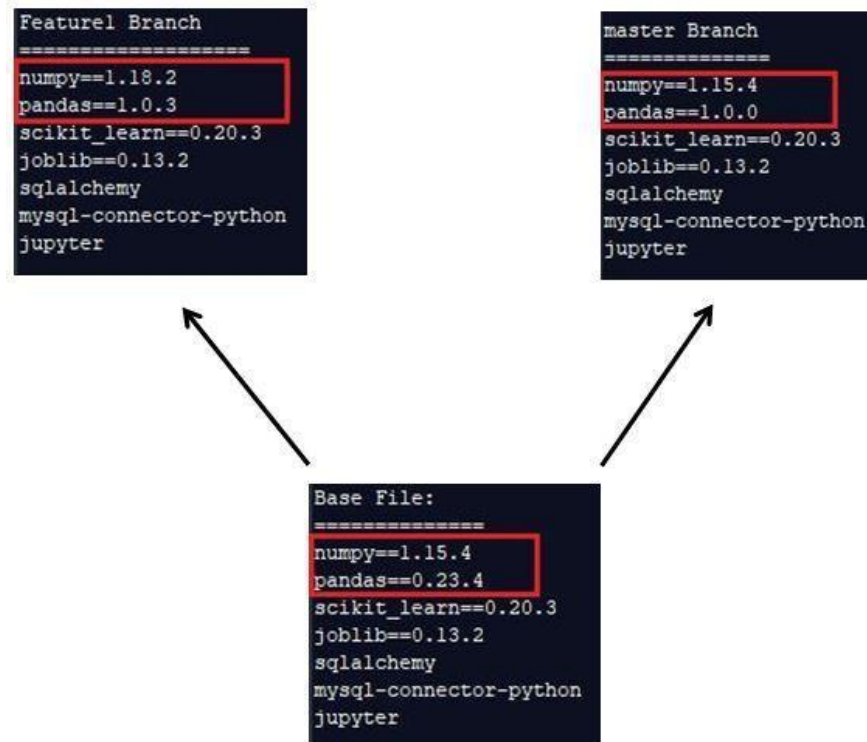 Feature1 Branch
===================
numpy==1.18.2
pandas==1.0.3
scikit_learn==0.20.3
joblib==0.13.2
sqlalchemy
mysql-connector-python
jupyter
master Branch
==============
numpy==1.15.4
pandas==1.0.0
scikit_learn==0.20.3
joblib==0.13.2
sqlalchemy
mysql-connector-python
jupyter
Base File:
==============
numpy==1.15.4
pandas==0.23.4
scikit_learn==0.20.3
joblib==0.13.2
sqlalchemy
mysql-connector-python
jupyter